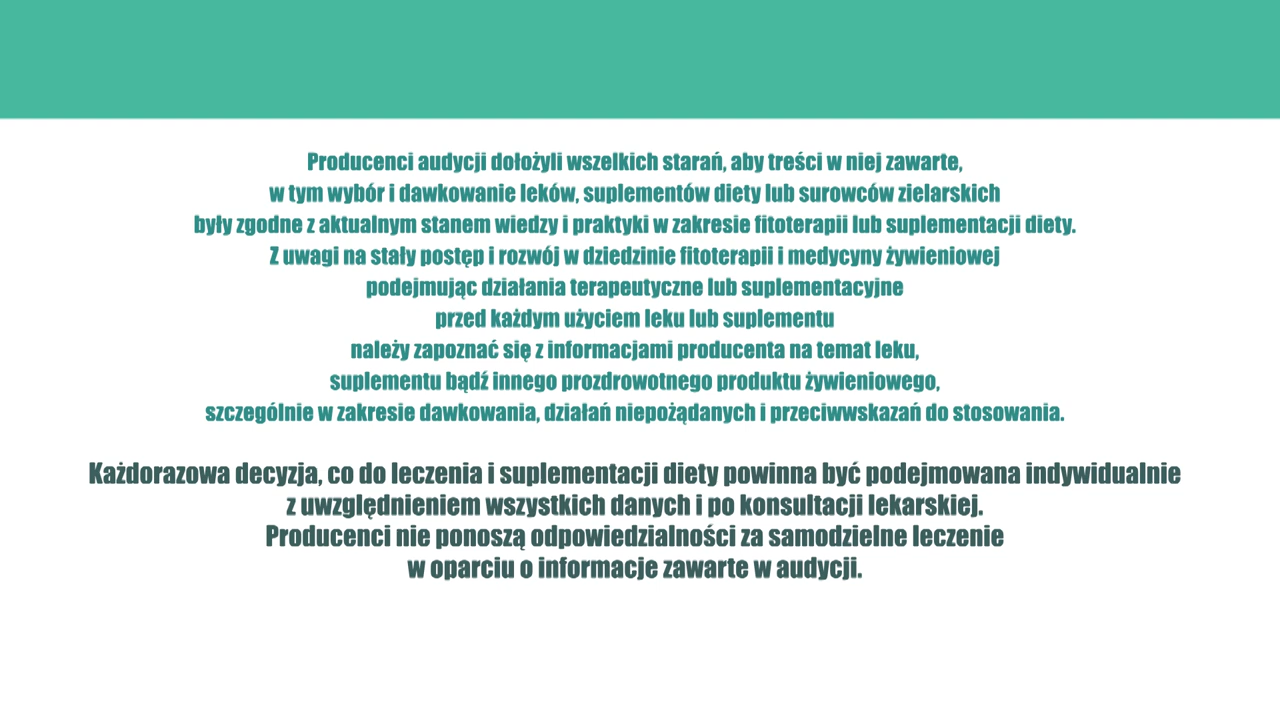 Producenci audycji dołożyli wszelkich starań, aby treści w niej zawarte,
w tym wybór i dawkowanie leków, suplementów diety lub surowców zielarskich
były zgodne z aktualnym stanem wiedzy i praktyki w zakresie fitoterapii lub suplementacji diety.
Z uwagi na stały postęp i rozwój w dziedzinie fitoterapii i medycyny żywieniowej
podejmując działania terapeutyczne lub suplementacyjne
przed każdym użyciem leku lub suplementu
należy zapoznać się z informacjami producenta na temat leku,
suplementu bądź innego prozdrowotnego produktu żywieniowego,
szczególnie w zakresie dawkowania, działań niepożądanych i przeciwwskazań do stosowania.
Każdorazowa decyzja, co do leczenia i suplementacji diety powinna być podejmowana indywidualnie
z uwzględnieniem wszystkich danych i po konsultacji lekarskiej.
Producenci nie ponoszą odpowiedzialności za samodzielne leczenie
w oparciu o informacje zawarte w audycji.